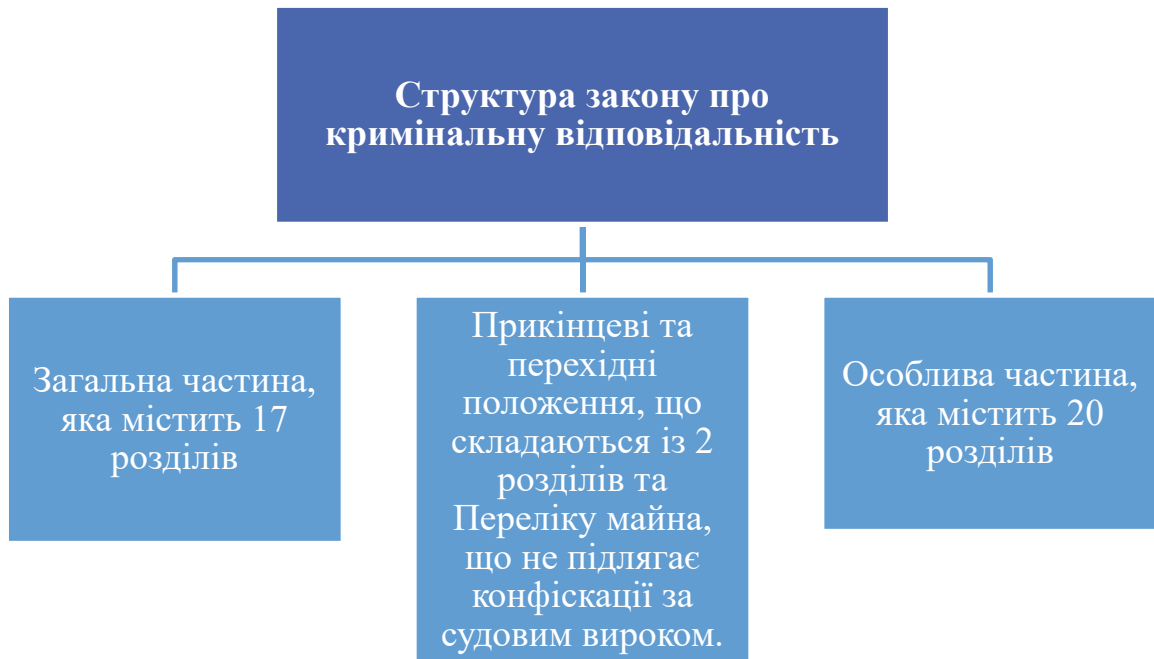 Структура закону про
кримінальну відповідальність
Загальна частина,
яка містить 17
розділів
Прикінцеві та
перехідні
положення, що
складаються із 2
розділів та
Переліку майна,
що не підлягає
конфіскації за
судовим вироком.
Особлива частина,
яка містить 20
розділів